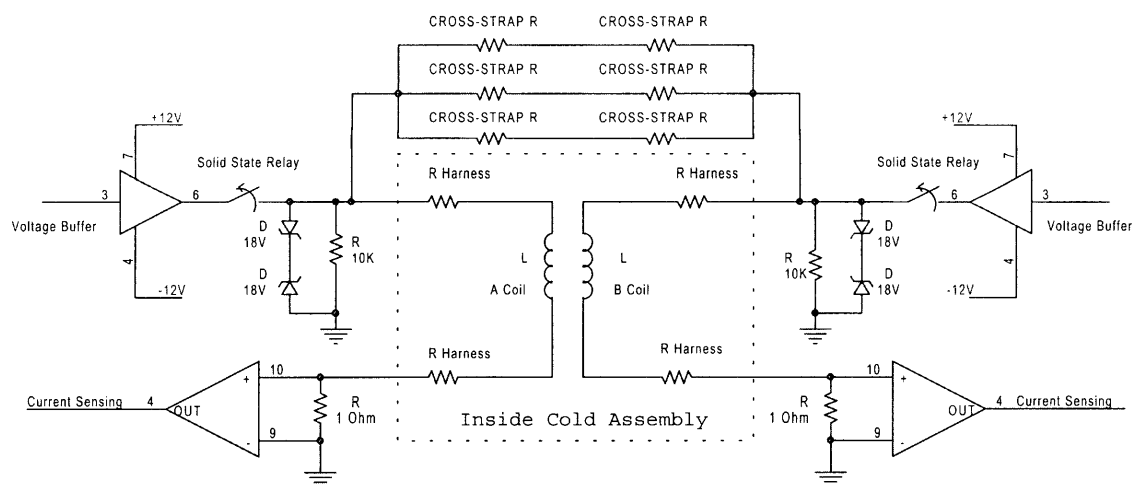 CROSS-STRAP R CROSS-STRAP R
CROSS-STRAP R CROSS-STRAP R
CROSS-STRAP R CROSS-STRAP R
+12V +12V
7 7
Solid State Relay Solid State Relay
R Harness R Harness
3 6 6 3
Voltage Buffer Voltage Buffer
D D
18V 18V
R R
10K 10K
L L
4 4
D D
18V 18V
A Coil B Coil
-12V -12V
R Harness R Harness
10 10
+ +
Current Sensing 4 OUT OUT 4 Current Sensing
R R
1 Ohm 1 Ohm
Inside Cold Assembly
9 9
- -